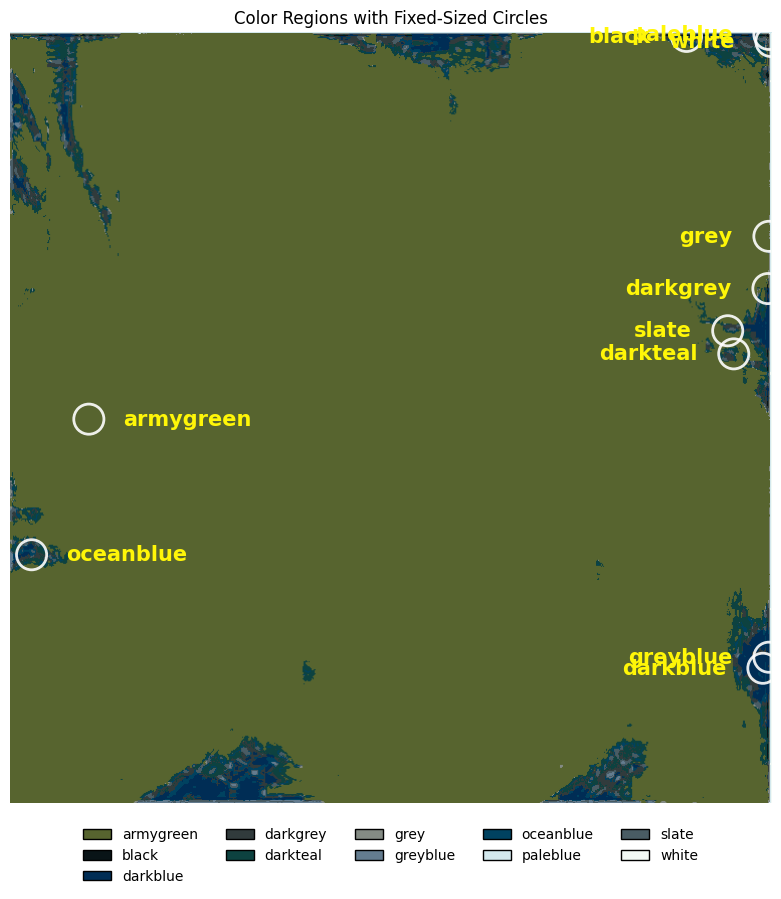 Color Regions with Fixed-Sized Circles
black
paleblue
white
grey
darkgrey
slate
darkteal
armygreen
oceanblue
greyblue
darkblue
armygreen darkgrey grey oceanblue slate
black darkteal greyblue paleblue white
darkblue